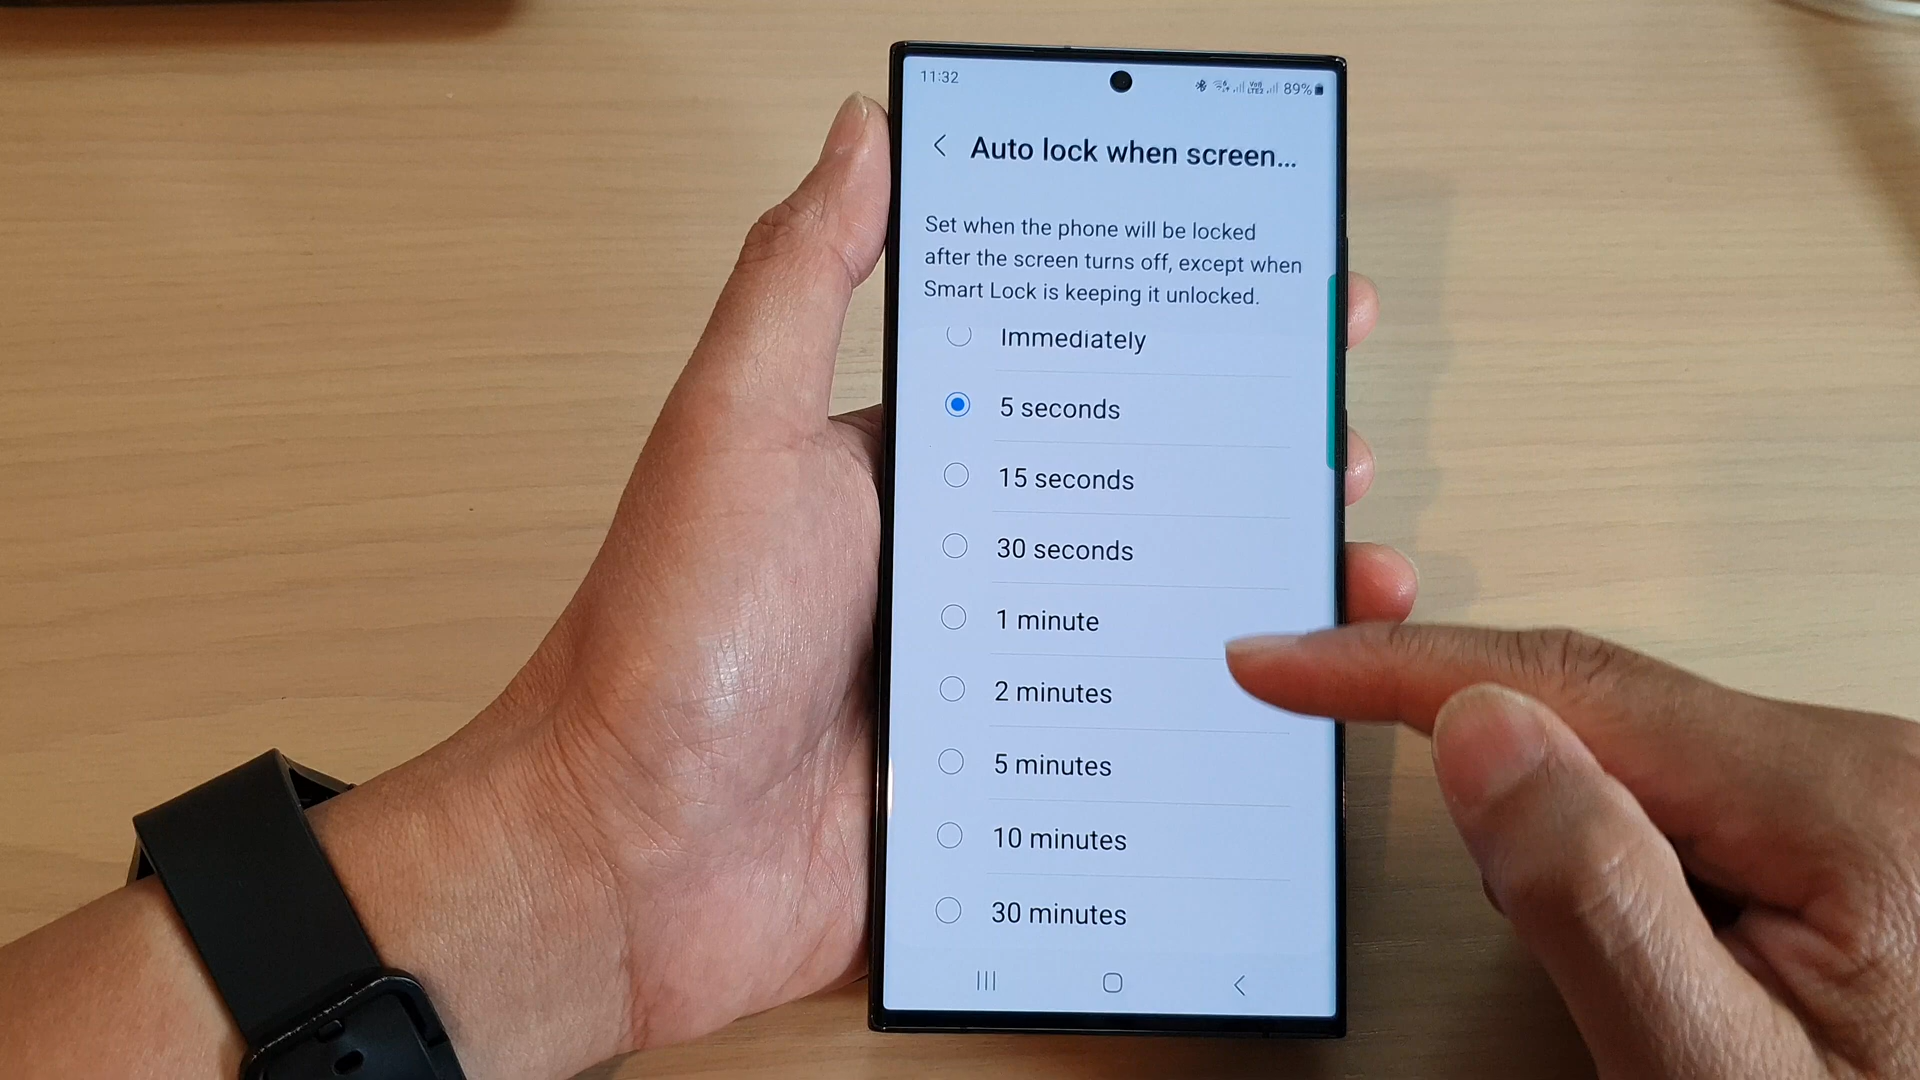 11:32
89%
Auto lock when screen...
Set when the phone will be locked
after the screen turns off, except when
Smart Lock is keeping it unlocked.
Immediately
5 seconds
15 seconds
30 seconds
1 minute
2 minutes
5 minutes
10 minutes
30 minutes